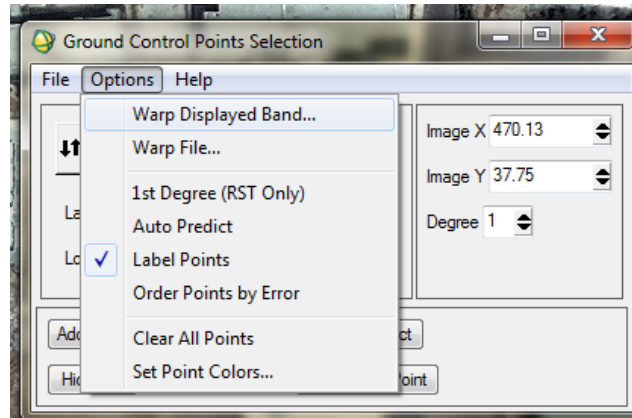 Ground Control Points Selection
File Options Help
Warp Displayed Band...
Warp File...
1st Degree (RST Only)
Auto Predict
Label Points
Order Points by Error
Clear All Points
Set Point Colors...
Image X 470.13
Image Y 37.75
Degree 1